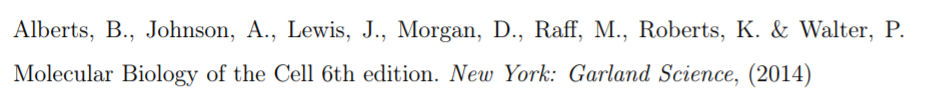 Alberts, B., Johnson, A., Lewis, J., Morgan, D., Raff, M., Roberts, K. & Walter, P.
Molecular Biology of the Cell 6th edition. New York: Garland Science, (2014)